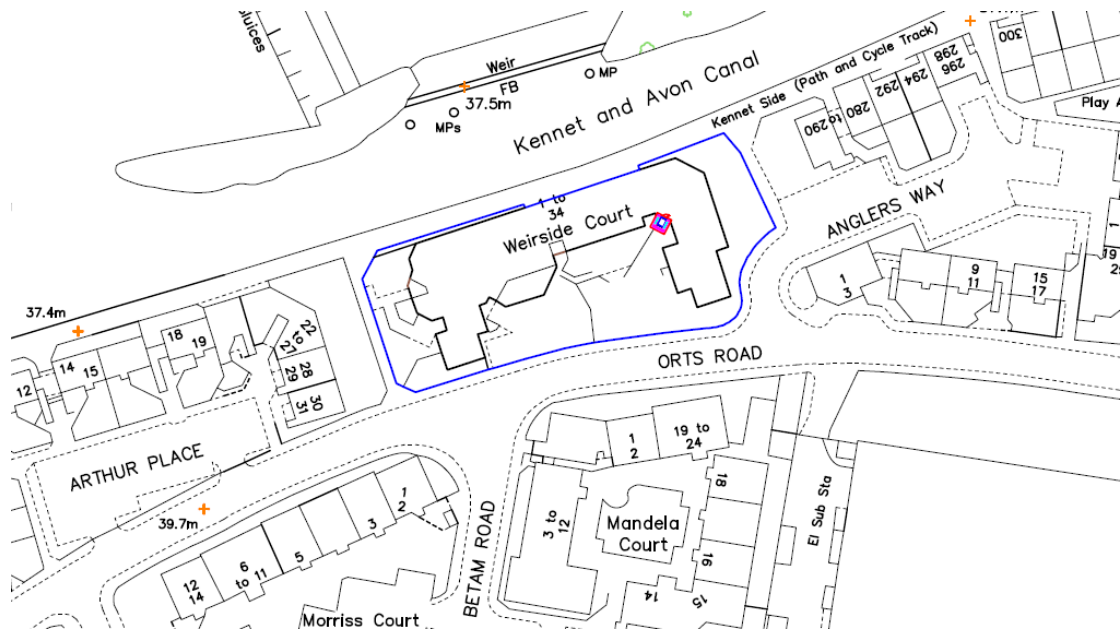 Sluices
Weir
FB
37.5m
MP
MPs
Kennet and Avon Canal
Kennet Side (Path and Cycle Track)
300
298
296
294
292
280
to 290
Play A
1 to
34
Weirside Court
ANGLERS WAY
1
3
9
11
15
17
19
37.4m
18
19
14
15
12
22
to
27
28
29
30
31
ORTS ROAD
ARTHUR PLACE
39.7m
1
2
3
5
6
to 11
12
14
BETAM ROAD
1
2
19 to
24
18
3 to
12
Mandela
Court
16
14
15
El Sub Sta
Morriss Court